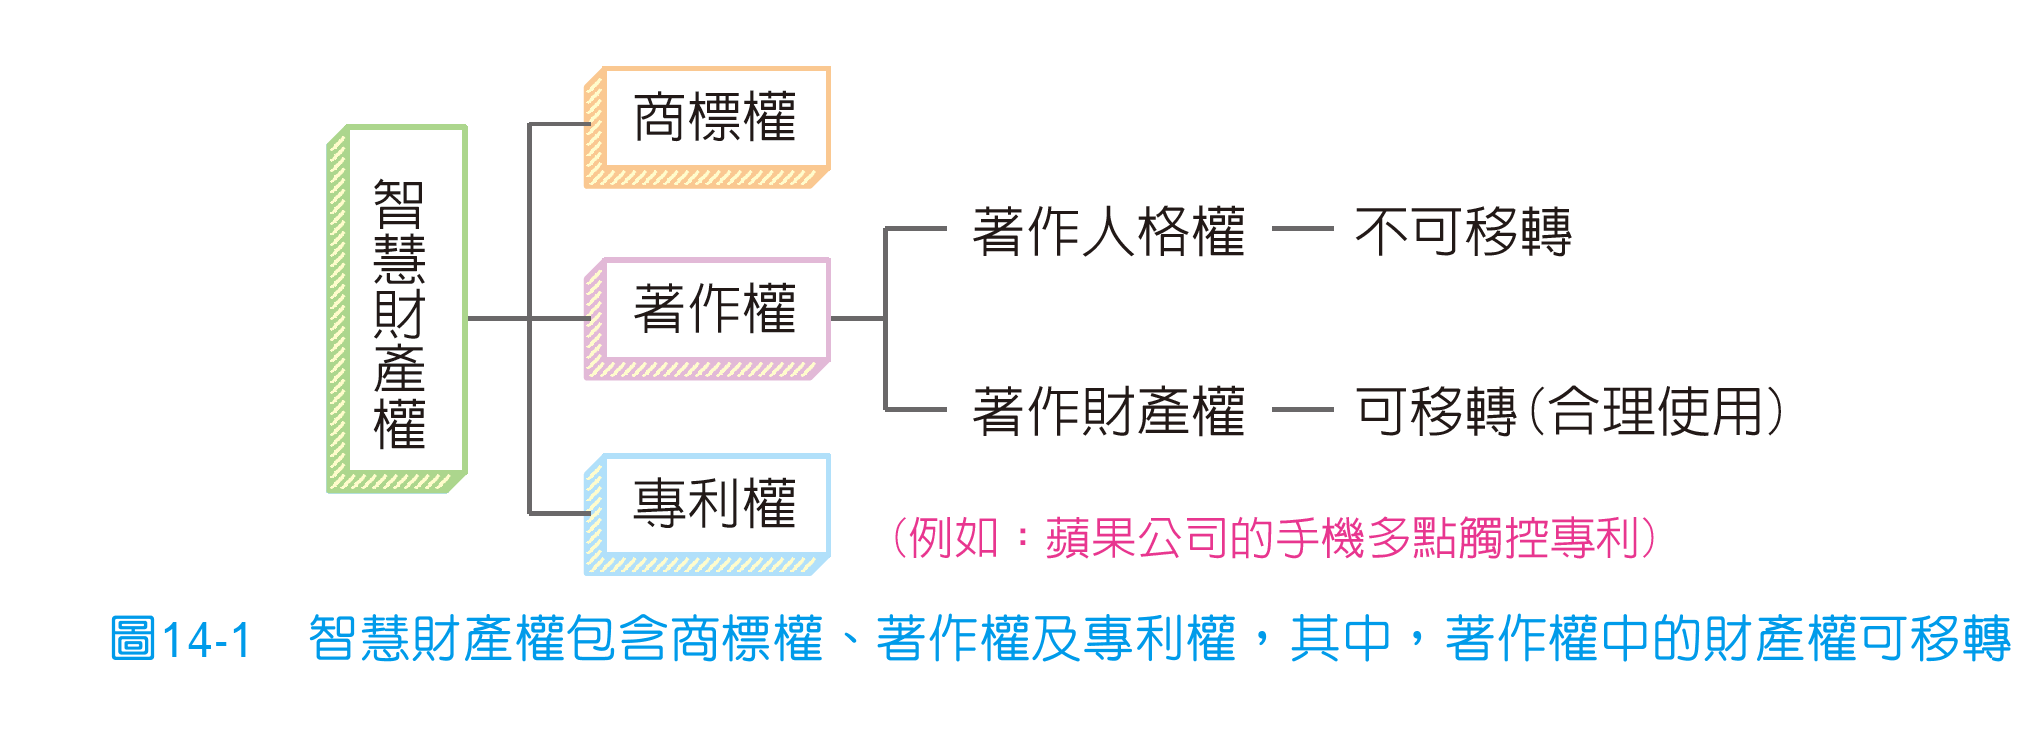 智慧財產權
商標權
著作權
著作人格權 — 不可移轉
著作財產權 — 可移轉(合理使用)
專利權
(例如：蘋果公司的手機多點觸控專利)
圖14-1 智慧財產權包含商標權、著作權及專利權，其中，著作權中的財產權可移轉